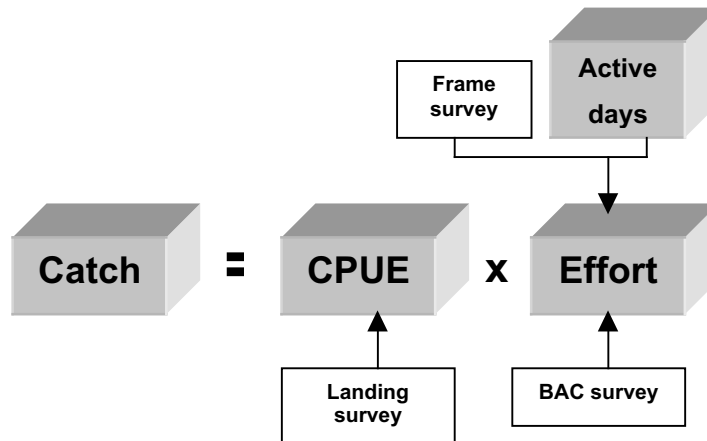 Frame
survey
Active
days
Catch = CPUE x Effort
Landing
survey
BAC survey